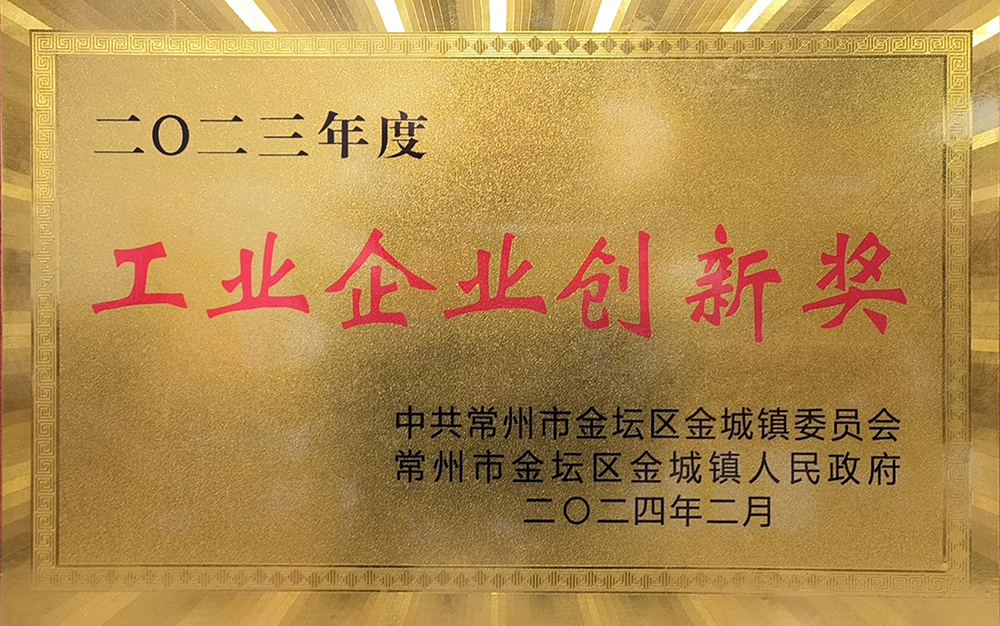 二〇二三年度
工业企业创新奖
中共常州市金坛区金城镇委员会
常州市金坛区金城镇人民政府
二〇二四年二月